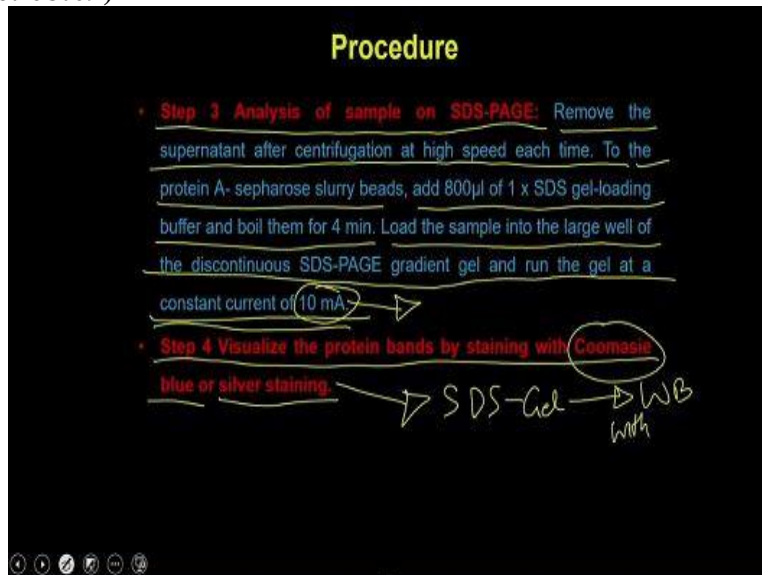 Procedure
• Step 3 Analysis of sample on SDS-PAGE: Remove the
supernatant after centrifugation at high speed each time. To the
protein A- sepharose slurry beads, add 800µl of 1 x SDS gel-loading
buffer and boil them for 4 min. Load the sample into the large well of
the discontinuous SDS-PAGE gradient gel and run the gel at a
constant current of 10 mA.
• Step 4 Visualize the protein bands by staining with Coomasie
blue or silver staining.
SDS-Gel WB
with